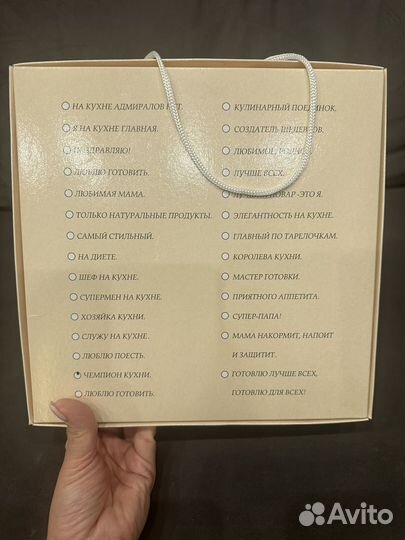 НА КУХНЕ АДМИРАЛОВ НЕТ.
Я НА КУХНЕ ГЛАВНАЯ.
ПОЗДРАВЛЯЮ!
ЛЮБЛЮ ГОТОВИТЬ.
ЛЮБИМАЯ МАМА.
ТОЛЬКО НАТУРАЛЬНЫЕ ПРОДУКТЫ.
САМЫЙ СТИЛЬНЫЙ.
НА ДИЕТЕ.
ШЕФ НА КУХНЕ.
СУПЕРМЕН НА КУХНЕ.
ХОЗЯЙКА КУХНИ.
СЛУЖУ НА КУХНЕ.
ЛЮБЛЮ ПОЕСТЬ.
ЧЕМПИОН КУХНИ.
ЛЮБЛЮ ГОТОВИТЬ.
КУЛИНАРНЫЙ ПОЕДИНОК.
СОЗДАТЕЛЬ ШЕДЕВРОВ.
ЛЮБИМОЕ,
ЛУЧШЕ ВСЕХ.
ПОВАР -ЭТО Я.
ЭЛЕГАНТНОСТЬ НА КУХНЕ.
ГЛАВНЫЙ ПО ТАРЕЛОЧКАМ.
КОРОЛЕВА КУХНИ.
МАСТЕР ГОТОВКИ.
ПРИЯТНОГО АППЕТИТА.
СУПЕР-ПАПА!
МАМА НАКОРМИТ, НАПОИТ
И ЗАЩИТИТ.
ГОТОВЛЮ ЛУЧШЕ ВСЕХ,
ГОТОВЛЮ ДЛЯ ВСЕХ!
Avito